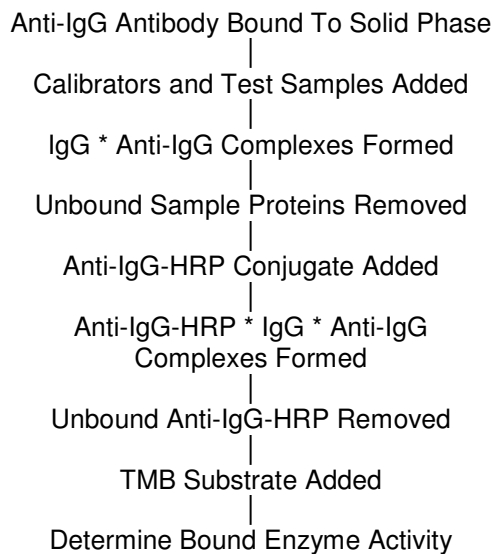 Anti-IgG Antibody Bound To Solid Phase
Calibrators and Test Samples Added
IgG * Anti-IgG Complexes Formed
Unbound Sample Proteins Removed
Anti-IgG-HRP Conjugate Added
Anti-IgG-HRP * IgG * Anti-IgG
Complexes Formed
Unbound Anti-IgG-HRP Removed
TMB Substrate Added
Determine Bound Enzyme Activity